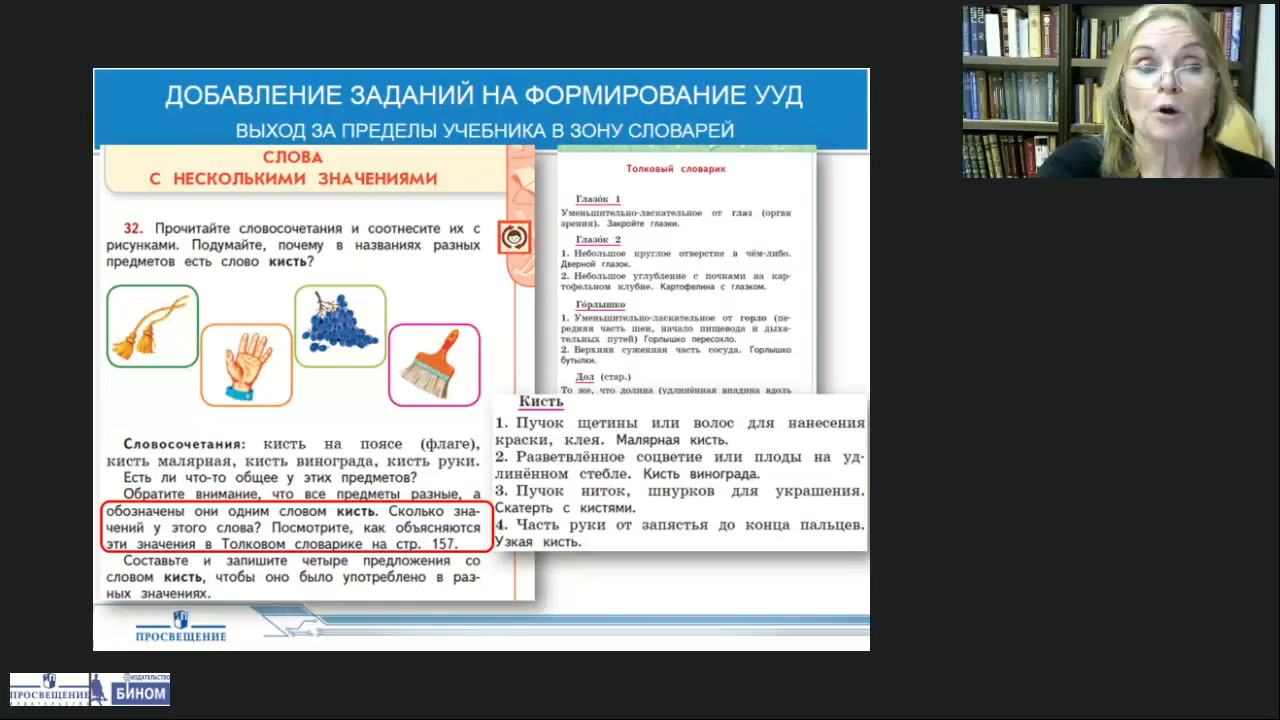 ДОБАВЛЕНИЕ ЗАДАНИЙ НА ФОРМИРОВАНИЕ УУД
ВЫХОД ЗА ПРЕДЕЛЫ УЧЕБНИКА В ЗОНУ СЛОВАРЕЙ
СЛОВА
С НЕСКОЛЬКИМИ ЗНАЧЕНИЯМИ
32. Прочитайте словосочетания и соотнесите их с
рисунками. Подумайте, почему в названиях разных
предметов есть слово кисть?
Словосочетания: кисть на поясе (флаге),
кисть малярная, кисть винограда, кисть руки.
Есть ли что-то общее у этих предметов?
Обратите внимание, что все предметы разные, а
обозначены они одним словом кисть. Сколько зна-
чений у этого слова? Посмотрите, как объясняются
эти значения в Толковом словарике на стр. 157.
Составьте и запишите четыре предложения со
словом кисть, чтобы оно было употреблено в раз-
ных значениях.
Толковый словарик
Глазо́к 1
Уменьшительно-ласкательное от глаз (орган
зрения). Закройте глазки.
Глазо́к 2
1. Небольшое круглое отверстие в чём-либо.
Дверной глазок.
2. Небольшое углубление с почками на кар-
тофельном клубне. Картофелина с глазком.
Го́рлышко
1. Уменьшительно-ласкательное от горло (пе-
редняя часть шеи, начало пищевода и дыха-
тельных путей) Горлышко пересохло.
2. Верхняя суженная часть сосуда. Горлышко
бутылки.
Дол (стар.)
То же, что долина (удлинённая впадина вдоль
Кисть
1. Пучок щетины или волос для нанесения
краски, клея. Малярная кисть.
2. Разветвлённое соцветие или плоды на уд-
линённом стебле. Кисть винограда.
3. Пучок ниток, шнурков для украшения.
Скатерть с кистями.
4. Часть руки от запястья до конца пальцев.
Узкая кисть.
ПРОСВЕЩЕНИЕ
ПРОСВЕЩЕНИЕ
ИЗДАТЕЛЬСТВО
ИЗДАТЕЛЬСТВО
БИНОМ